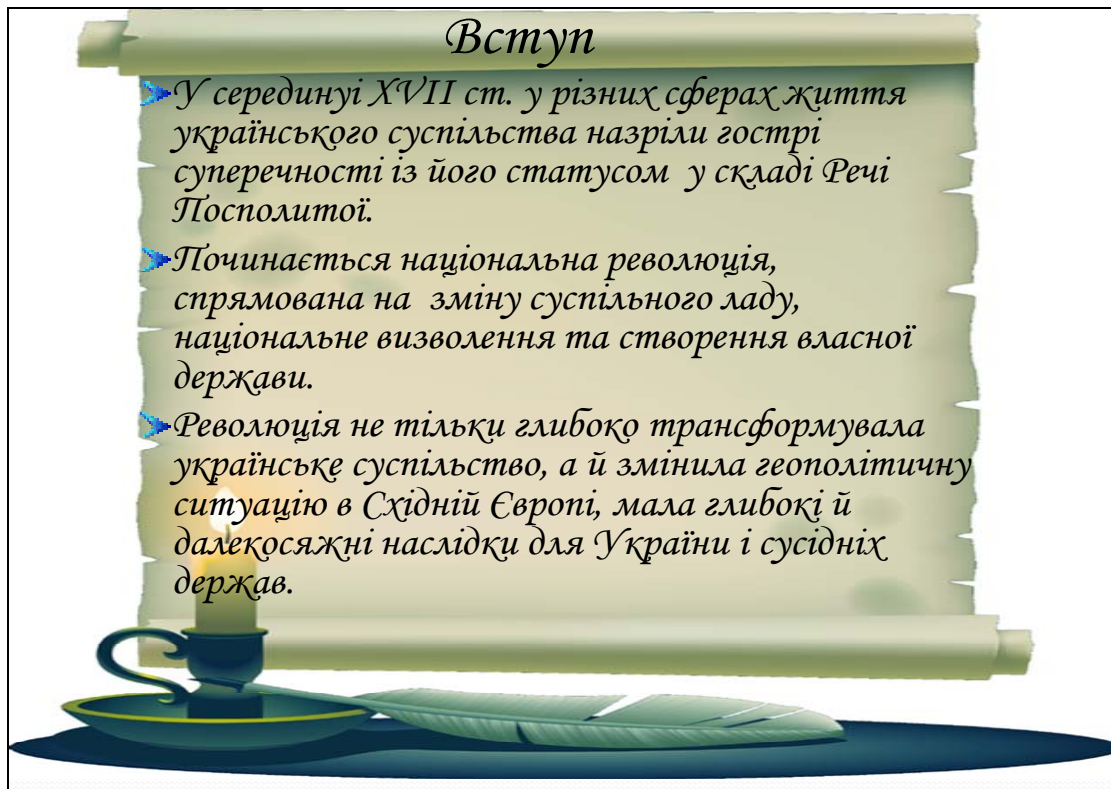 Вступ
У серединуі XVII ст. у різних сферах життя
українського суспільства назріли гострі
суперечності із його статусом у складі Речі
Посполитої.
Починається національна революція,
спрямована на зміну суспільного ладу,
національне визволення та створення власної
держави.
Революція не тільки глибоко трансформувала
українське суспільство, а й змінила геополітичну
ситуацію в Східній Європі, мала глибокі й
далекосяжні наслідки для України і сусідніх
держав.